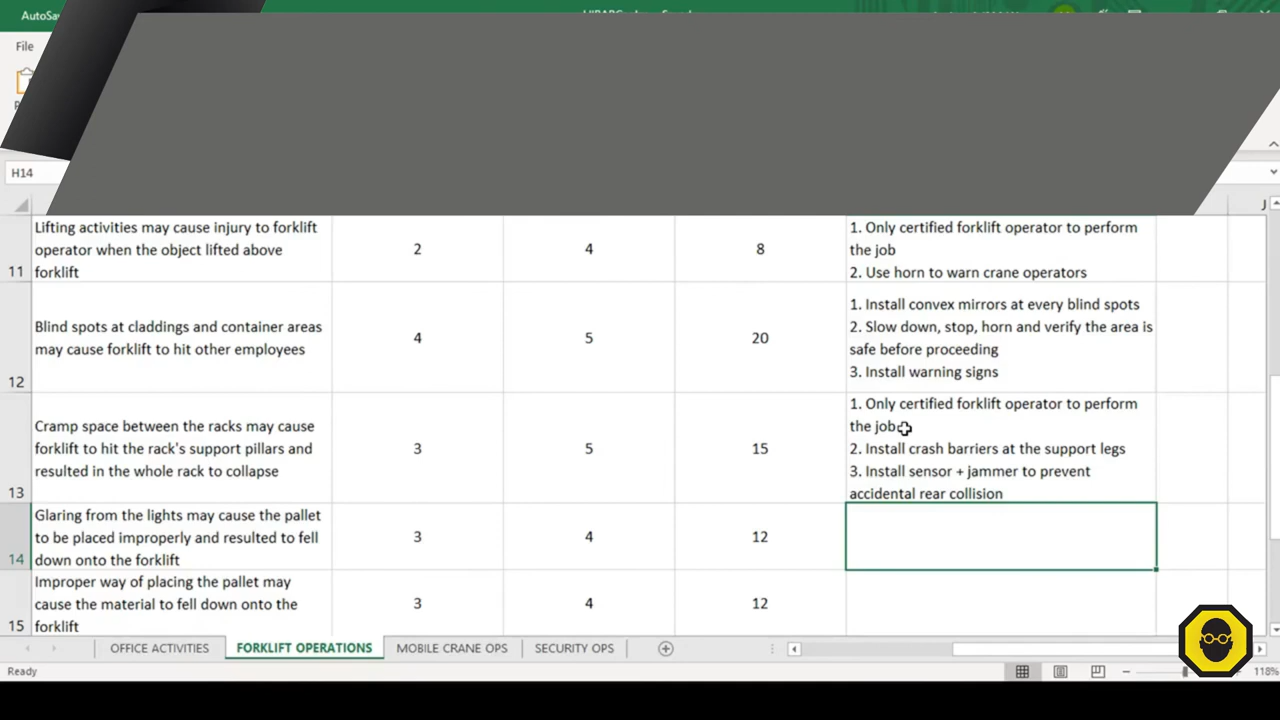 AutoSa
File
H14
J
Lifting activities may cause injury to forklift
operator when the object lifted above
forklift
11
2
4
8
1. Only certified forklift operator to perform
the job
2. Use horn to warn crane operators
Blind spots at claddings and container areas
may cause forklift to hit other employees
12
4
5
20
1. Install convex mirrors at every blind spots
2. Slow down, stop, horn and verify the area is
safe before proceeding
3. Install warning signs
Cramp space between the racks may cause
forklift to hit the rack's support pillars and
resulted in the whole rack to collapse
13
3
5
15
1. Only certified forklift operator to perform
the job
2. Install crash barriers at the support legs
3. Install sensor + jammer to prevent
accidental rear collision
Glaring from the lights may cause the pallet
to be placed improperly and resulted to fell
down onto the forklift
14
3
4
12
Improper way of placing the pallet may
cause the material to fell down onto the
forklift
15
3
4
12
OFFICE ACTIVITIES
FORKLIFT OPERATIONS
MOBILE CRANE OPS
SECURITY OPS
Ready
118%